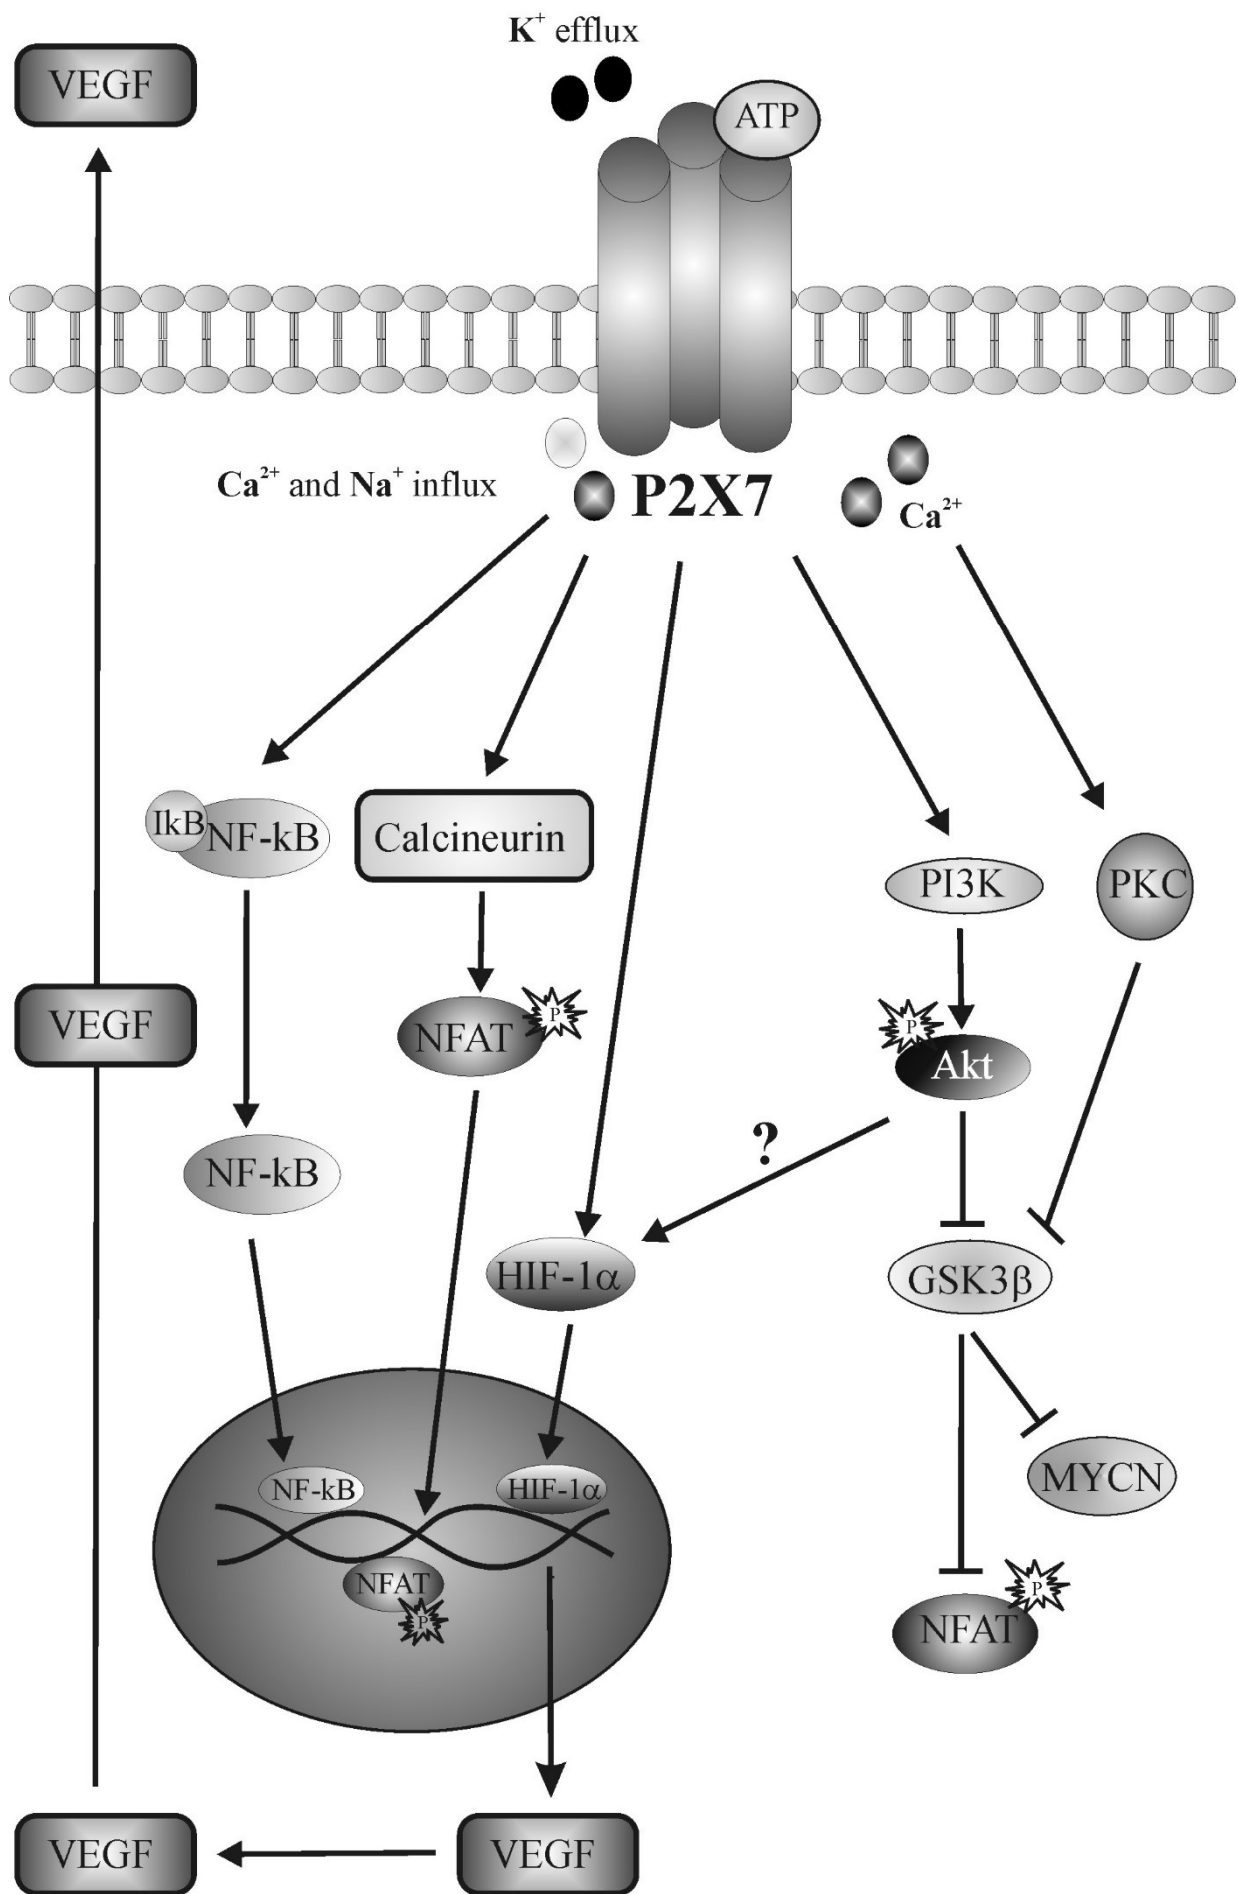 K⁺ efflux
VEGF
ATP
Ca²⁺ and Na⁺ influx
P2X7
Ca²⁺
IkB
NF-kB
Calcineurin
PI3K
PKC
VEGF
NFAT
P
P
Akt
?
NF-kB
HIF-1α
GSK3β
MYCN
NF-kB
HIF-1α
NFAT
P
P
NFAT
VEGF
VEGF